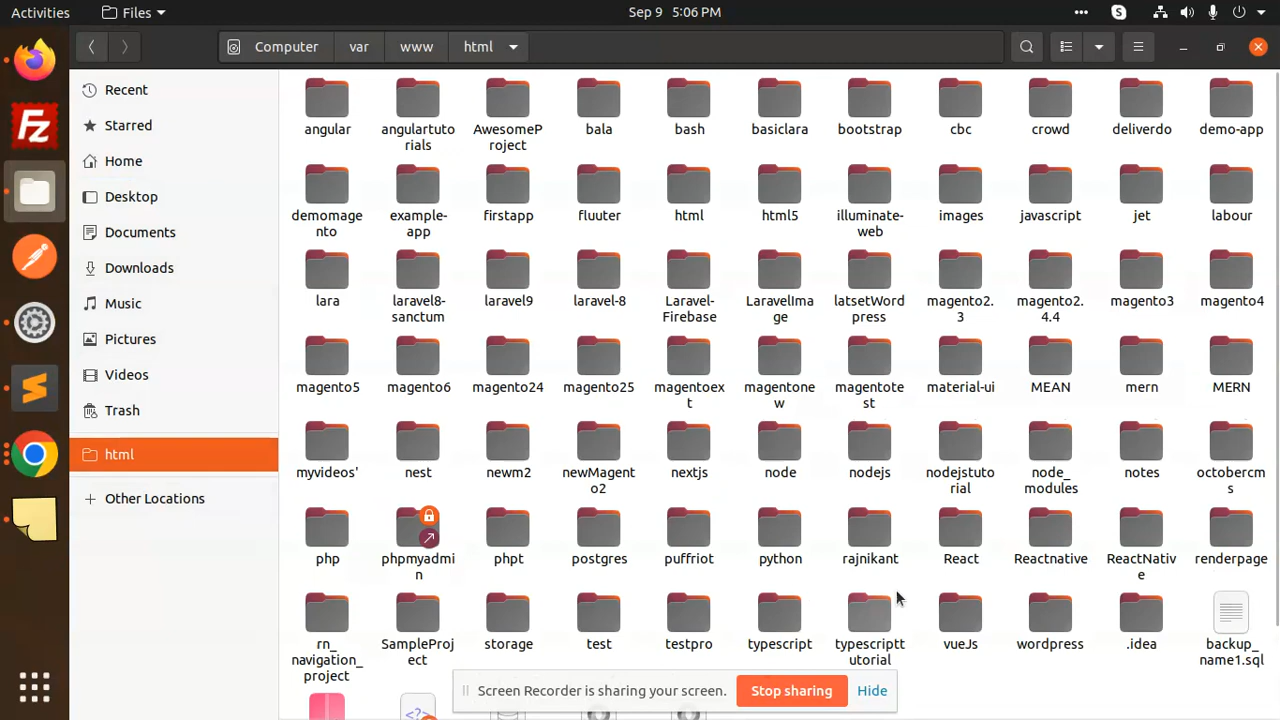 Activities Files Sep 9 5:06 PM
Computer var www html
Recent
Starred
Home
Desktop
Documents
Downloads
Music
Pictures
Videos
Trash
html
+ Other Locations
angular angulartuto AwesomeP bala bash basiclara bootstrap cbc crowd deliverdo demo-app
rials roject
demomage example- firstapp fluuter html html5 illuminate- images javascript jet labour
nto app web
lara laravel8- laravel9 laravel-8 Laravel- LaravelIma latsetWord magento2. magento2. magento3 magento4
sanctum Firebase ge press 3 4.4
magento5 magento6 magento24 magento25 magentoex magentone magentote material-ui MEAN mern MERN
t w st
myvideos' nest newm2 newMagent nextjs node nodejs nodejstuto node_ notes octobercm
o2 rial modules s
php phpmyadmi phpt postgres puffriot python rajnikant React Reactnative ReactNativ renderpage
n e
rn_ SampleProj storage test testpro typescript typescriptt vueJs wordpress .idea backup_
navigation_ ect utorial name1.sql
project
Screen Recorder is sharing your screen. Stop sharing Hide